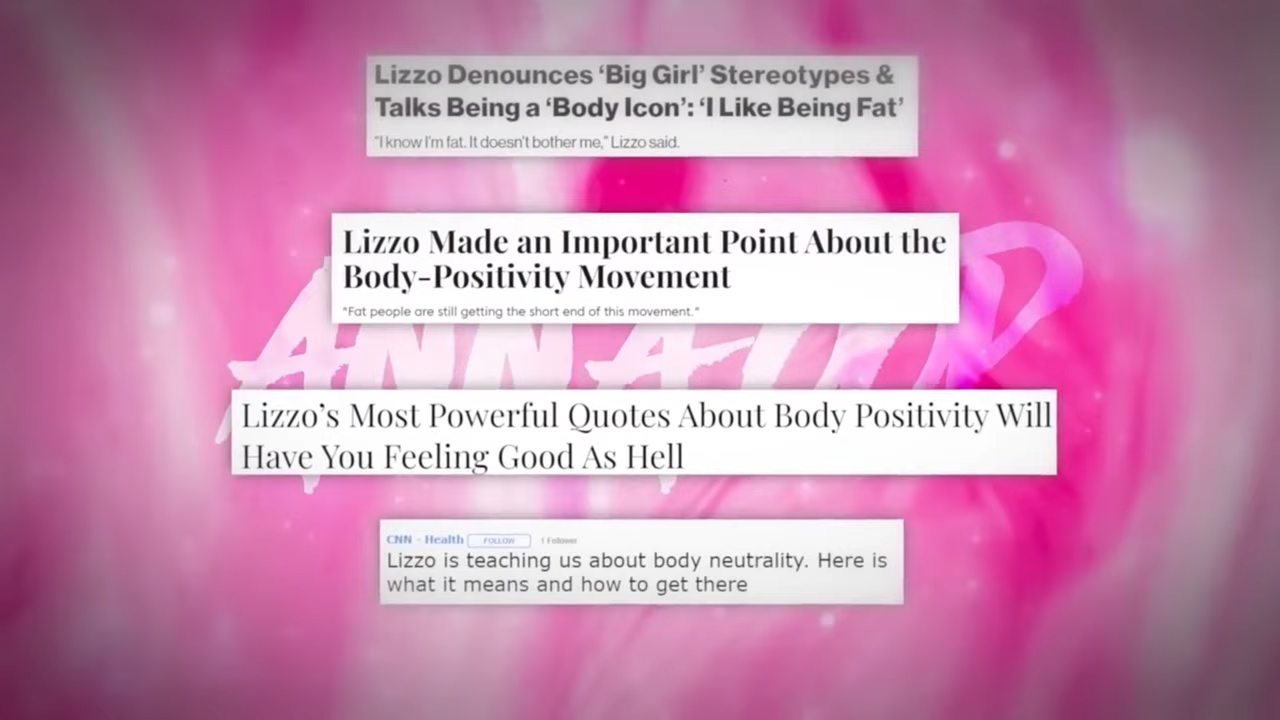 Lizzo Denounces ‘Big Girl’ Stereotypes &
Talks Being a ‘Body Icon’: ‘I Like Being Fat’
“I know I’m fat. It doesn’t bother me,” Lizzo said.
Lizzo Made an Important Point About the
Body-Positivity Movement
"Fat people are still getting the short end of this movement."
Lizzo’s Most Powerful Quotes About Body Positivity Will
Have You Feeling Good As Hell
CNN - Health FOLLOW 1 Follower
Lizzo is teaching us about body neutrality. Here is
what it means and how to get there